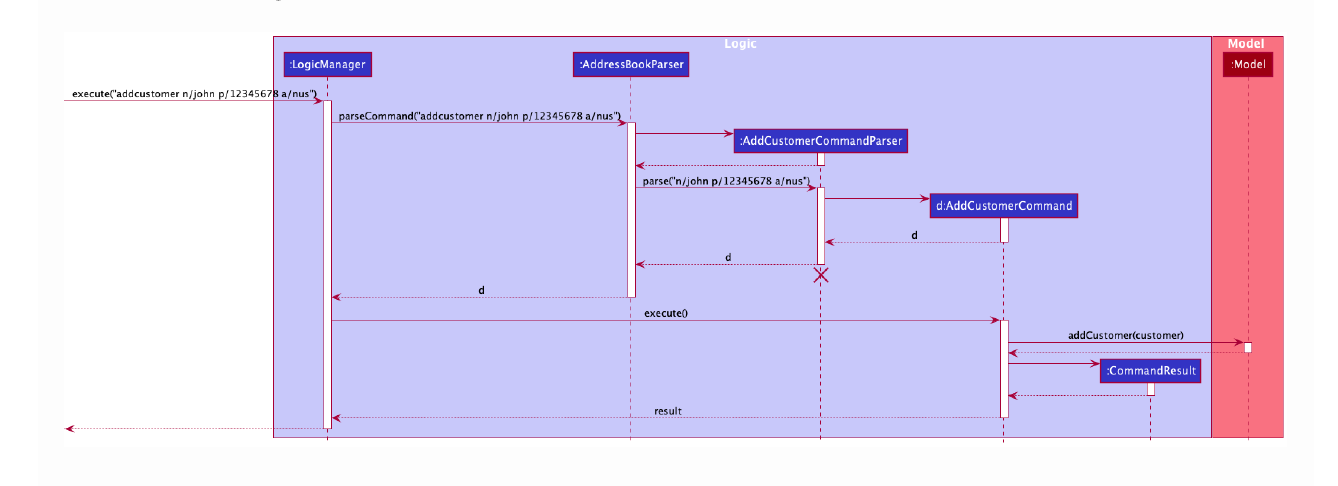 Logic
Model
:LogicManager
:AddressBookParser
:Model
execute("addcustomer n/john p/12345678 a/nus")
parseCommand("addcustomer n/john p/12345678 a/nus")
:AddCustomerCommandParser
parse("n/john p/12345678 a/nus")
d:AddCustomerCommand
d
d
d
execute()
addCustomer(customer)
:CommandResult
result